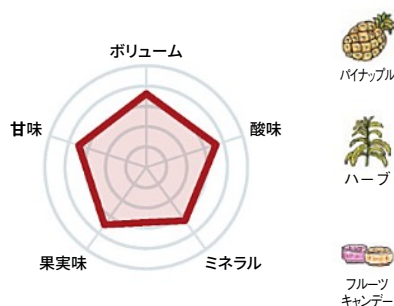 ボリューム
甘味
酸味
果実味
ミネラル
パイナップル
ハーブ
フルーツ
キャンデー